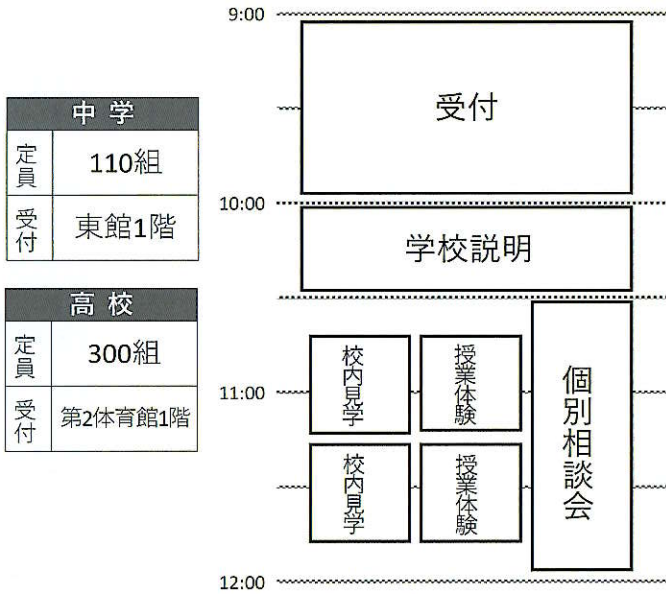 中学
定員 110組
受付 東館1階
高校
定員 300組
受付 第2体育館1階
9:00
受付
10:00
学校説明
校内見学
授業体験
個別相談会
11:00
校内見学
授業体験
12:00